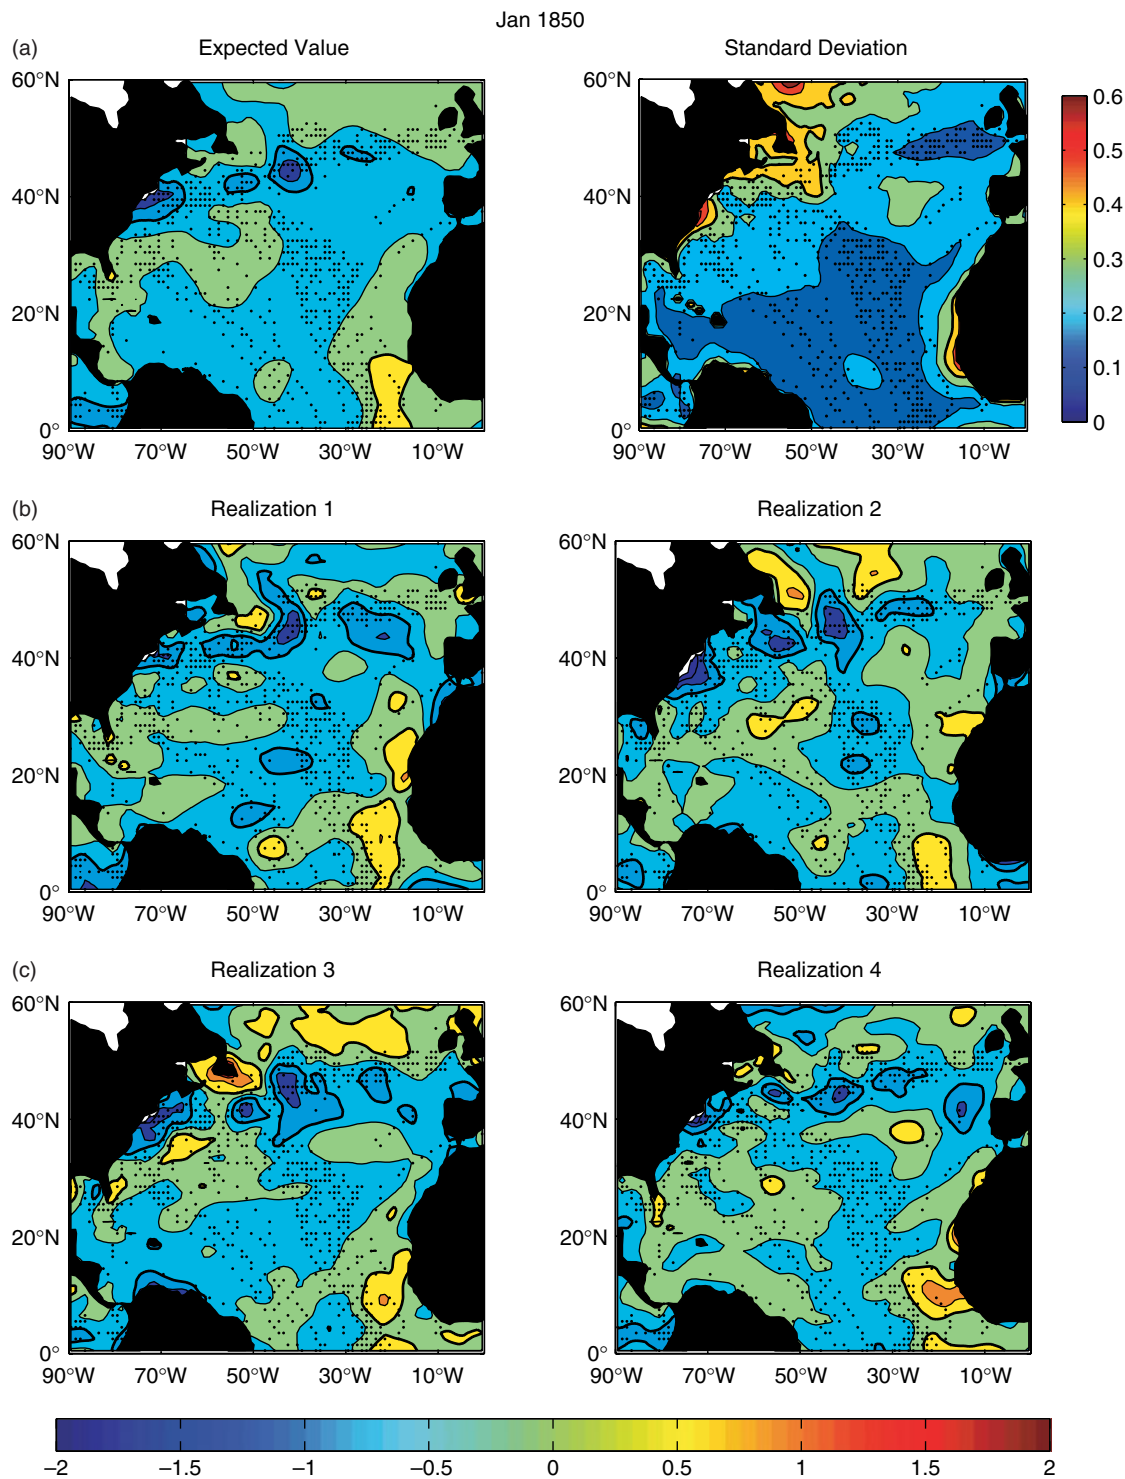 Jan 1850
(a) Expected Value Standard Deviation
60°N 60°N 0.6
0.5
40°N 40°N 0.4
0.3
20°N 20°N 0.2
0.1
0° 0° 0
90°W 70°W 50°W 30°W 10°W 90°W 70°W 50°W 30°W 10°W
(b) Realization 1 Realization 2
60°N 60°N
40°N 40°N
20°N 20°N
0° 0°
90°W 70°W 50°W 30°W 10°W 90°W 70°W 50°W 30°W 10°W
(c) Realization 3 Realization 4
60°N 60°N
40°N 40°N
20°N 20°N
0° 0°
90°W 70°W 50°W 30°W 10°W 90°W 70°W 50°W 30°W 10°W
−2 −1.5 −1 −0.5 0 0.5 1 1.5 2